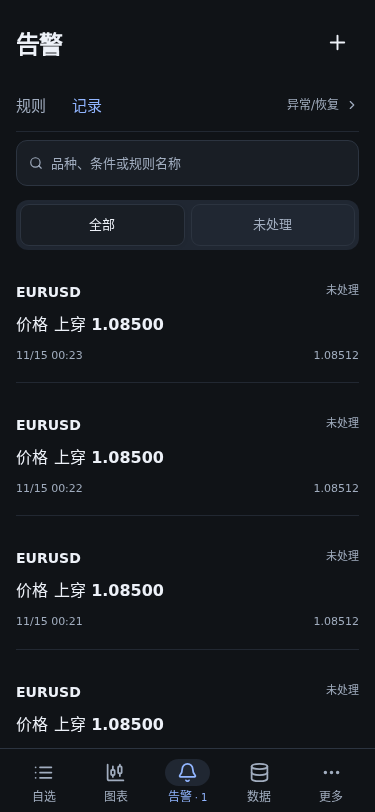 告警
规则 记录 异常/恢复
品种、条件或规则名称
全部 未处理
EURUSD 未处理
价格 上穿 1.08500
11/15 00:23 1.08512
EURUSD 未处理
价格 上穿 1.08500
11/15 00:22 1.08512
EURUSD 未处理
价格 上穿 1.08500
11/15 00:21 1.08512
EURUSD 未处理
价格 上穿 1.08500
自选 图表 告警 · 1 数据 更多